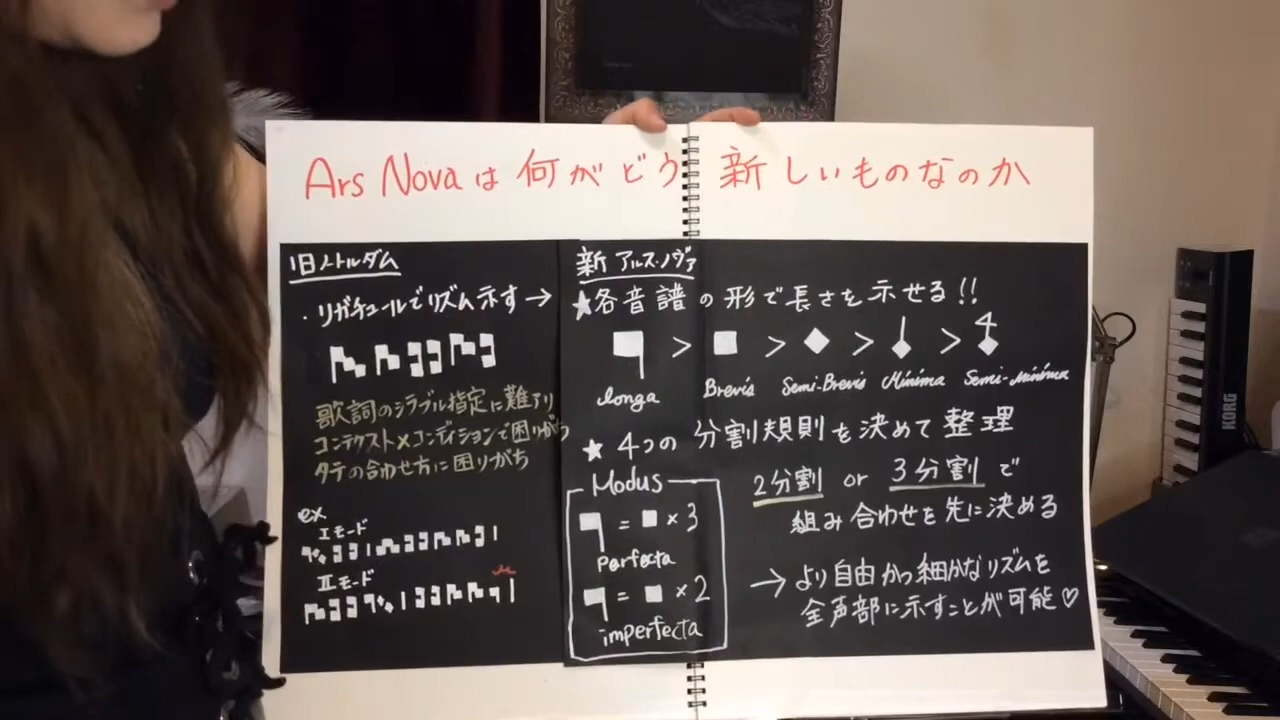 Ars Novaは何がどう新しいものなのか
旧ノートルダム
・リガチュールでリズム示す→
歌詞のシラブル指定に難アリ
コンテクスト×コンディションで困りがち
タテの合わせ方に困りがち
ex
Ⅰモード
Ⅱモード
新 アルス・ノヴァ
★各音譜の形で長さを示せる!!
> > > >
longa Brevis Semi-Brevis Minima Semi-minima
★4つの分割規則を決めて整理
Modus
= ×3
perfecta
= ×2
imperfecta
2分割 or 3分割で
組み合わせを先に決める
→より自由かつ細かなリズムを
全声部に示すことが可能♡
KORG